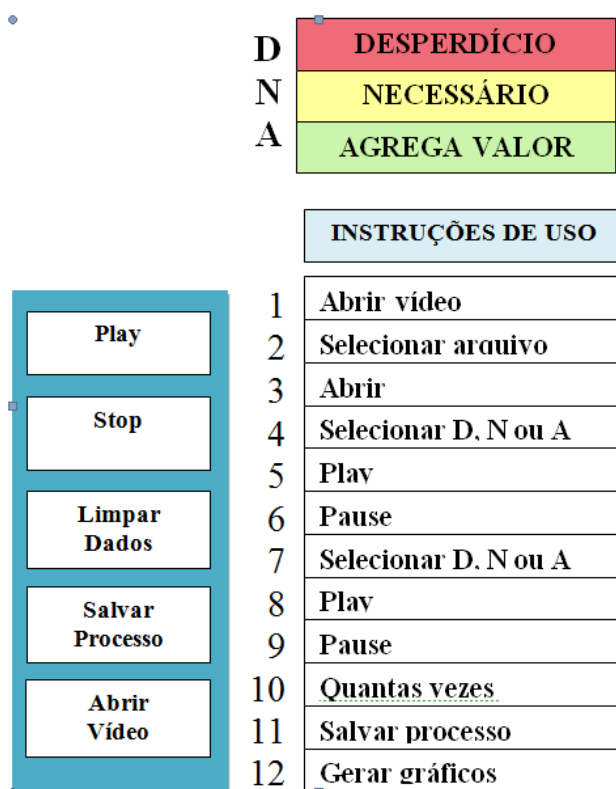 D DESPERDÍCIO
N NECESSÁRIO
A AGREGA VALOR
INSTRUÇÕES DE USO
Play
Stop
Limpar
Dados
Salvar
Processo
Abrir
Vídeo
1 Abrir vídeo
2 Selecionar arquivo
3 Abrir
4 Selecionar D, N ou A
5 Play
6 Pause
7 Selecionar D, N ou A
8 Play
9 Pause
10 Quantas vezes
11 Salvar processo
12 Gerar gráficos